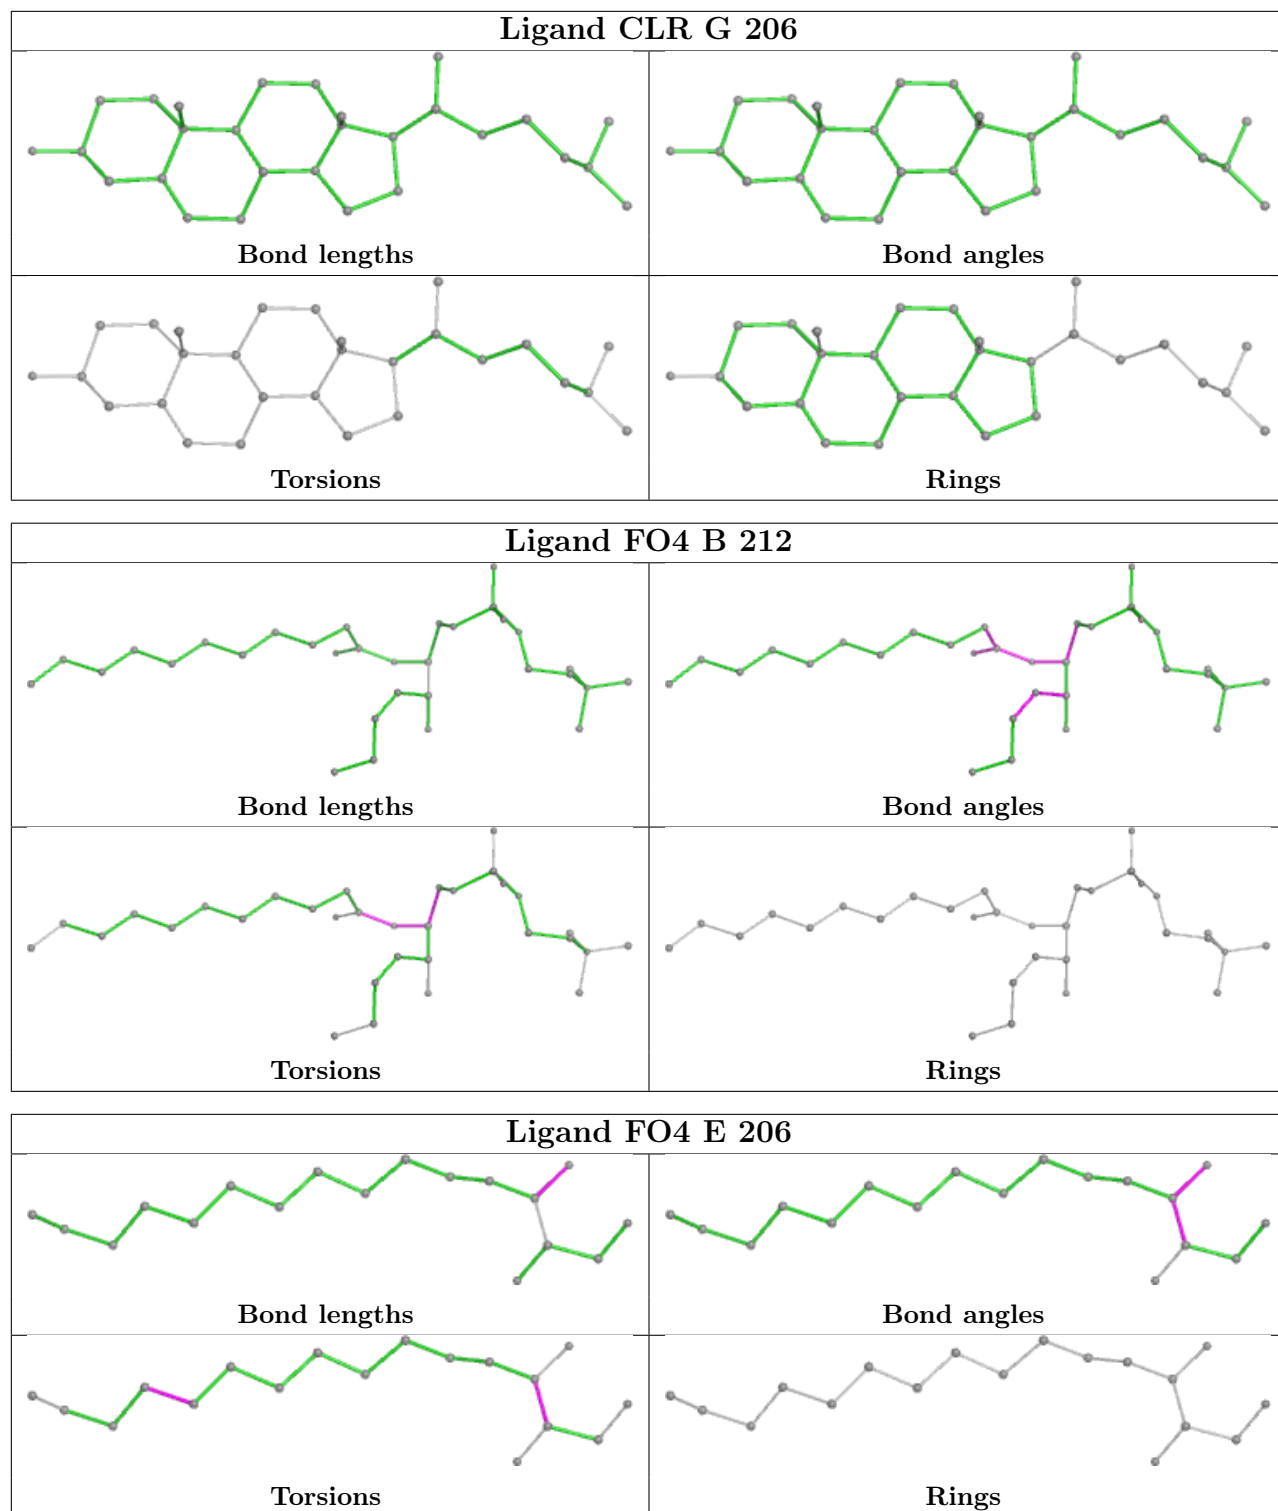 Ligand CLR G 206
Bond lengths
Bond angles
Torsions
Rings
Ligand FO4 B 212
Bond lengths
Bond angles
Torsions
Rings
Ligand FO4 E 206
Bond lengths
Bond angles
Torsions
Rings